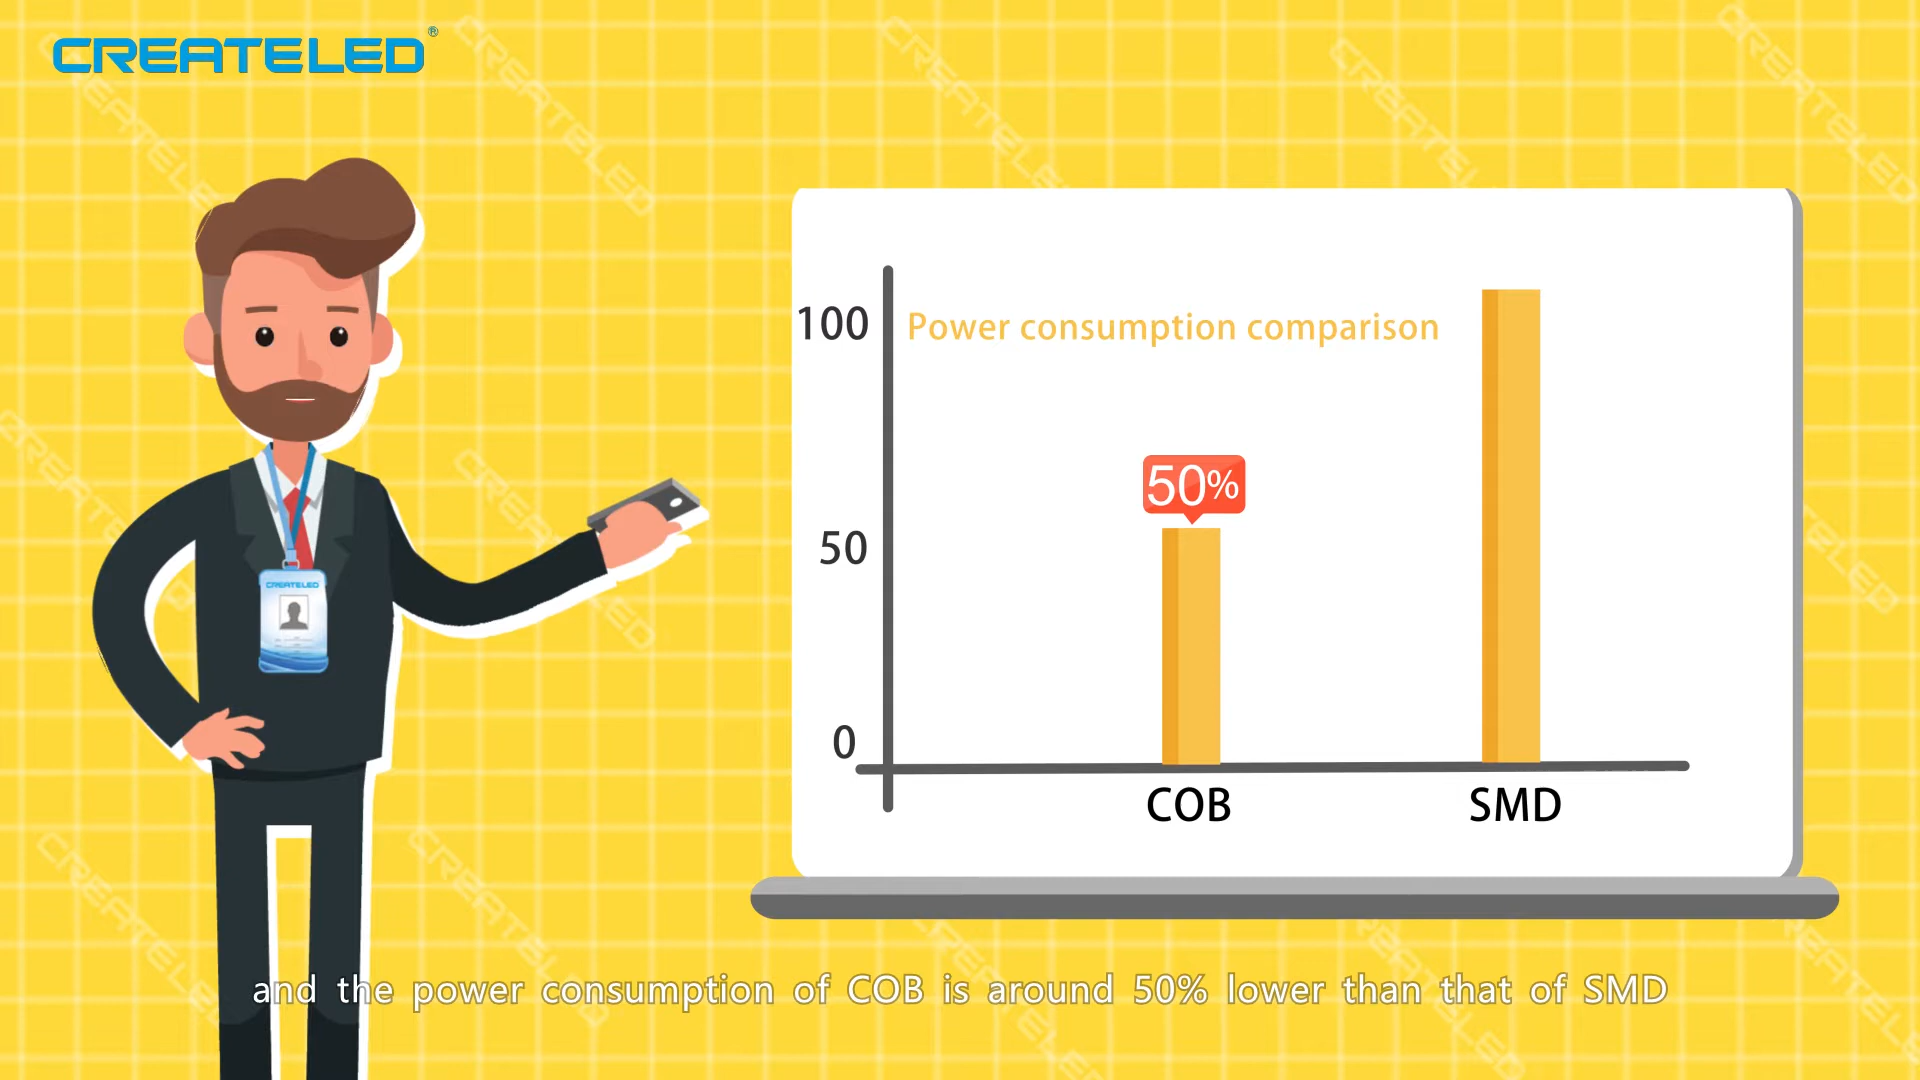 CREATELED®
Power consumption comparison
100
50%
50
0
COB SMD
CREATELED
and the power consumption of COB is around 50% lower than that of SMD